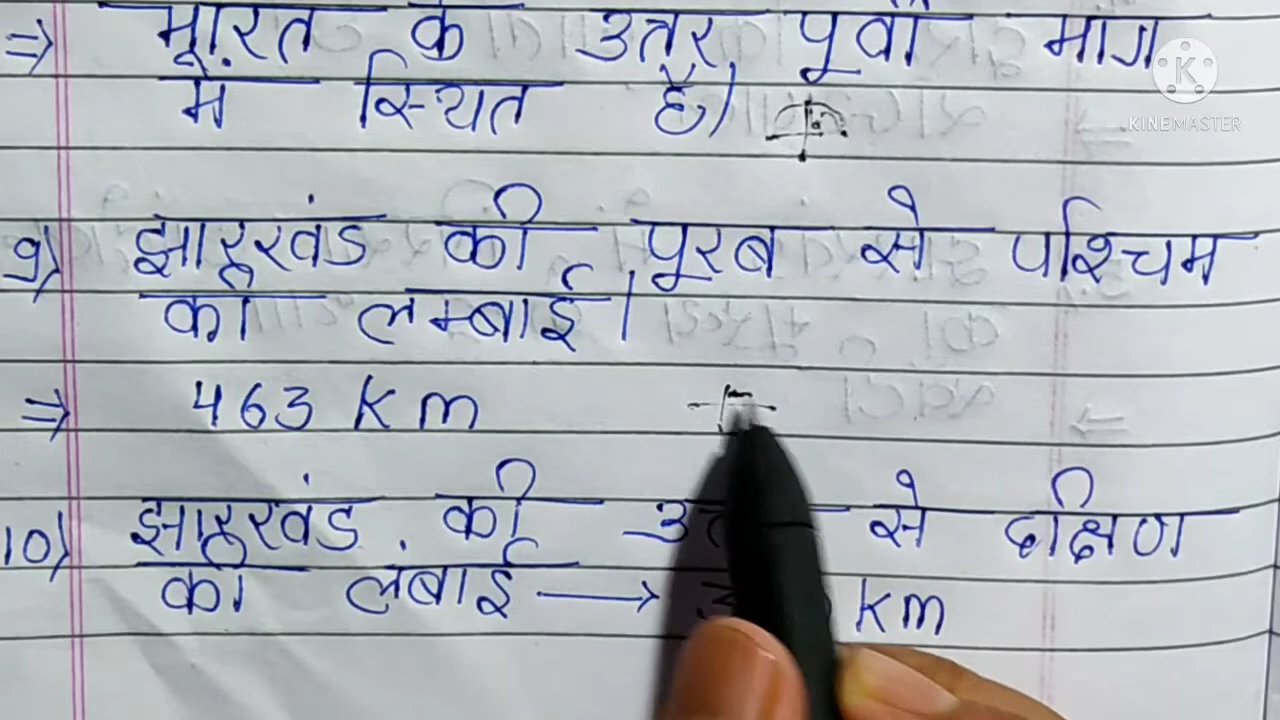 ⇒ भारत के उत्तर पूर्वी भाग
में स्थित है।
9) झारखंड की पूरब से पश्चिम
का लम्बाई।
⇒ 463 Km
10) झारखंड की से दक्षिण
का लंबाई → Km
KINEMASTER